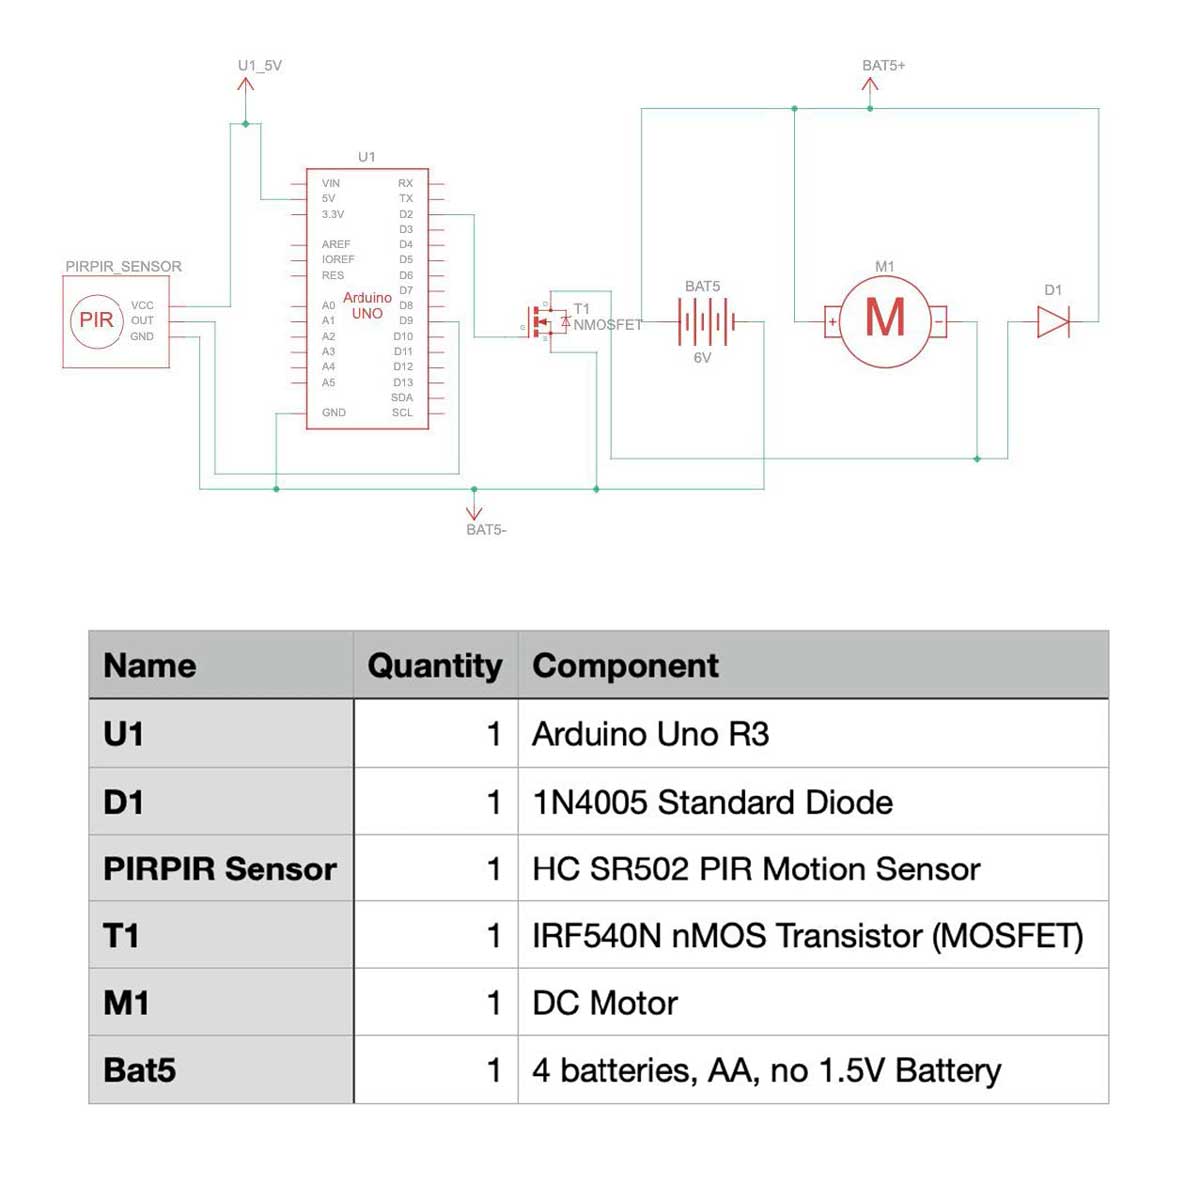 U1_5V
BAT5+
U1
VIN RX
5V TX
3.3V D2
D3
AREF D4
IOREF D5
RES D6
D7
A0 D8
A1 D9
A2 D10
A3 D11
A4 D12
A5 D13
SDA
GND SCL
Arduino
UNO
PIRPIR_SENSOR
PIR
VCC
OUT
GND
D
G
S
T1
NMOSFET
BAT5
6V
M1
+ M -
D1
BAT5-
Name Quantity Component
U1 1 Arduino Uno R3
D1 1 1N4005 Standard Diode
PIRPIR Sensor 1 HC SR502 PIR Motion Sensor
T1 1 IRF540N nMOS Transistor (MOSFET)
M1 1 DC Motor
Bat5 1 4 batteries, AA, no 1.5V Battery